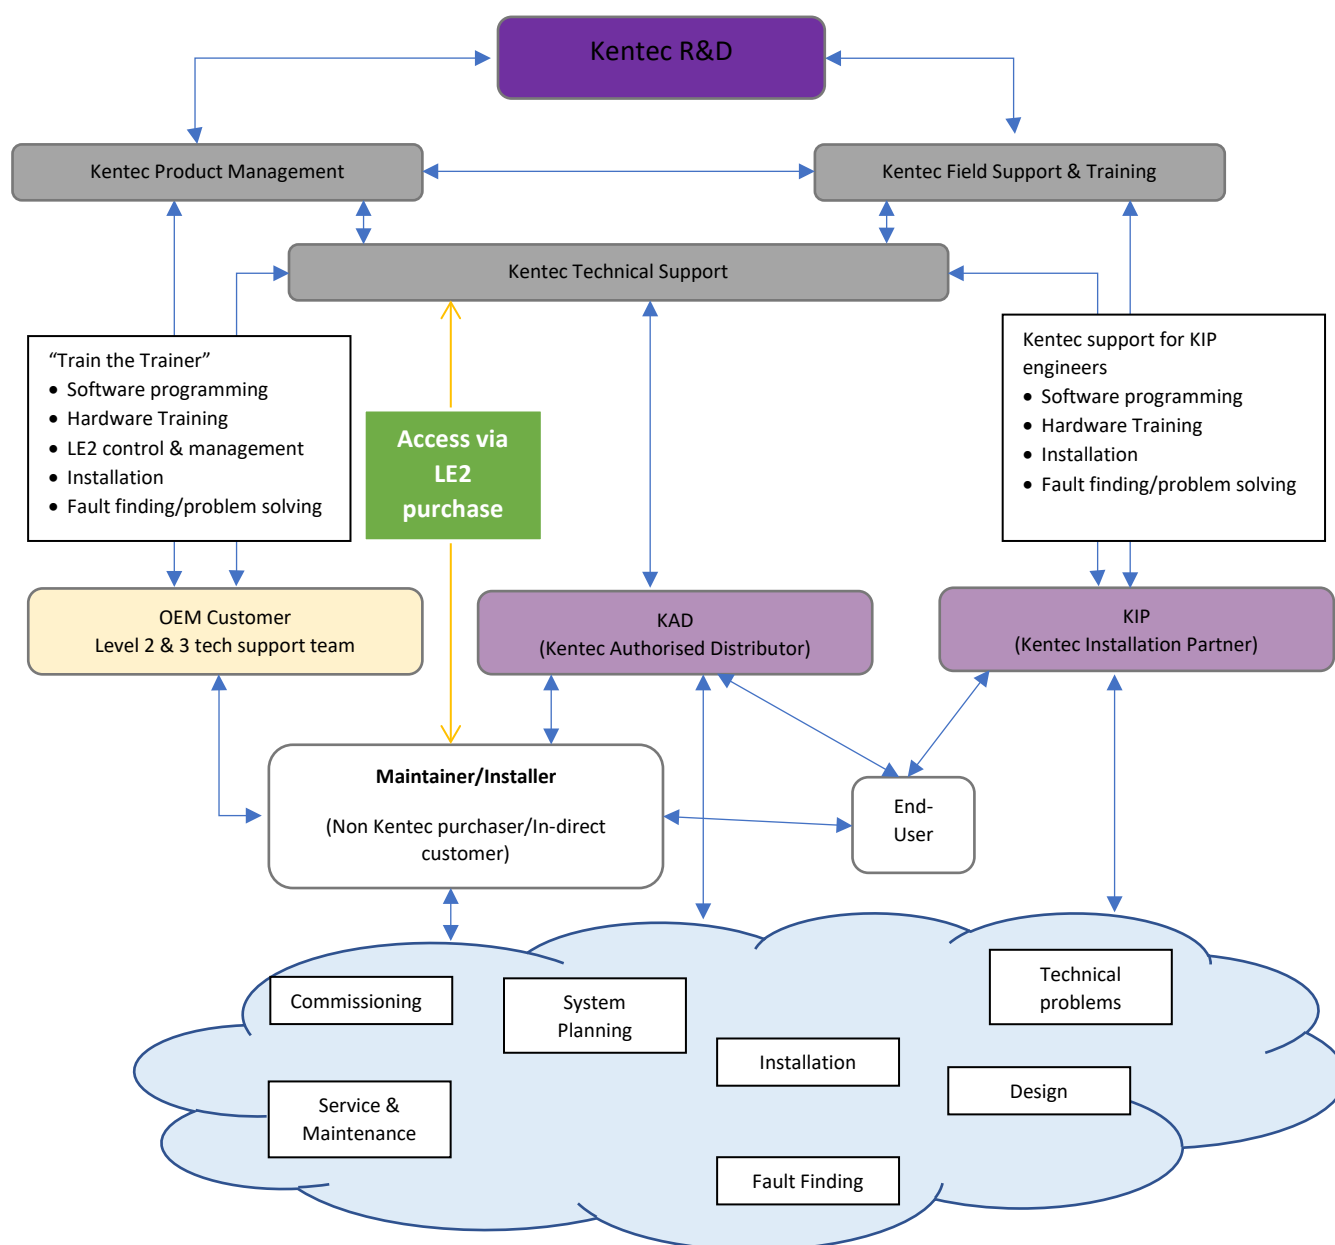 Kentec R&D
Kentec Product Management
Kentec Field Support & Training
Kentec Technical Support
“Train the Trainer”
• Software programming
• Hardware Training
• LE2 control & management
• Installation
• Fault finding/problem solving
Access via
LE2
purchase
Kentec support for KIP
engineers
• Software programming
• Hardware Training
• Installation
• Fault finding/problem solving
OEM Customer
Level 2 & 3 tech support team
KAD
(Kentec Authorised Distributor)
KIP
(Kentec Installation Partner)
Maintainer/Installer
(Non Kentec purchaser/In-direct
customer)
End-
User
Commissioning
System
Planning
Technical
problems
Installation
Service &
Maintenance
Design
Fault Finding